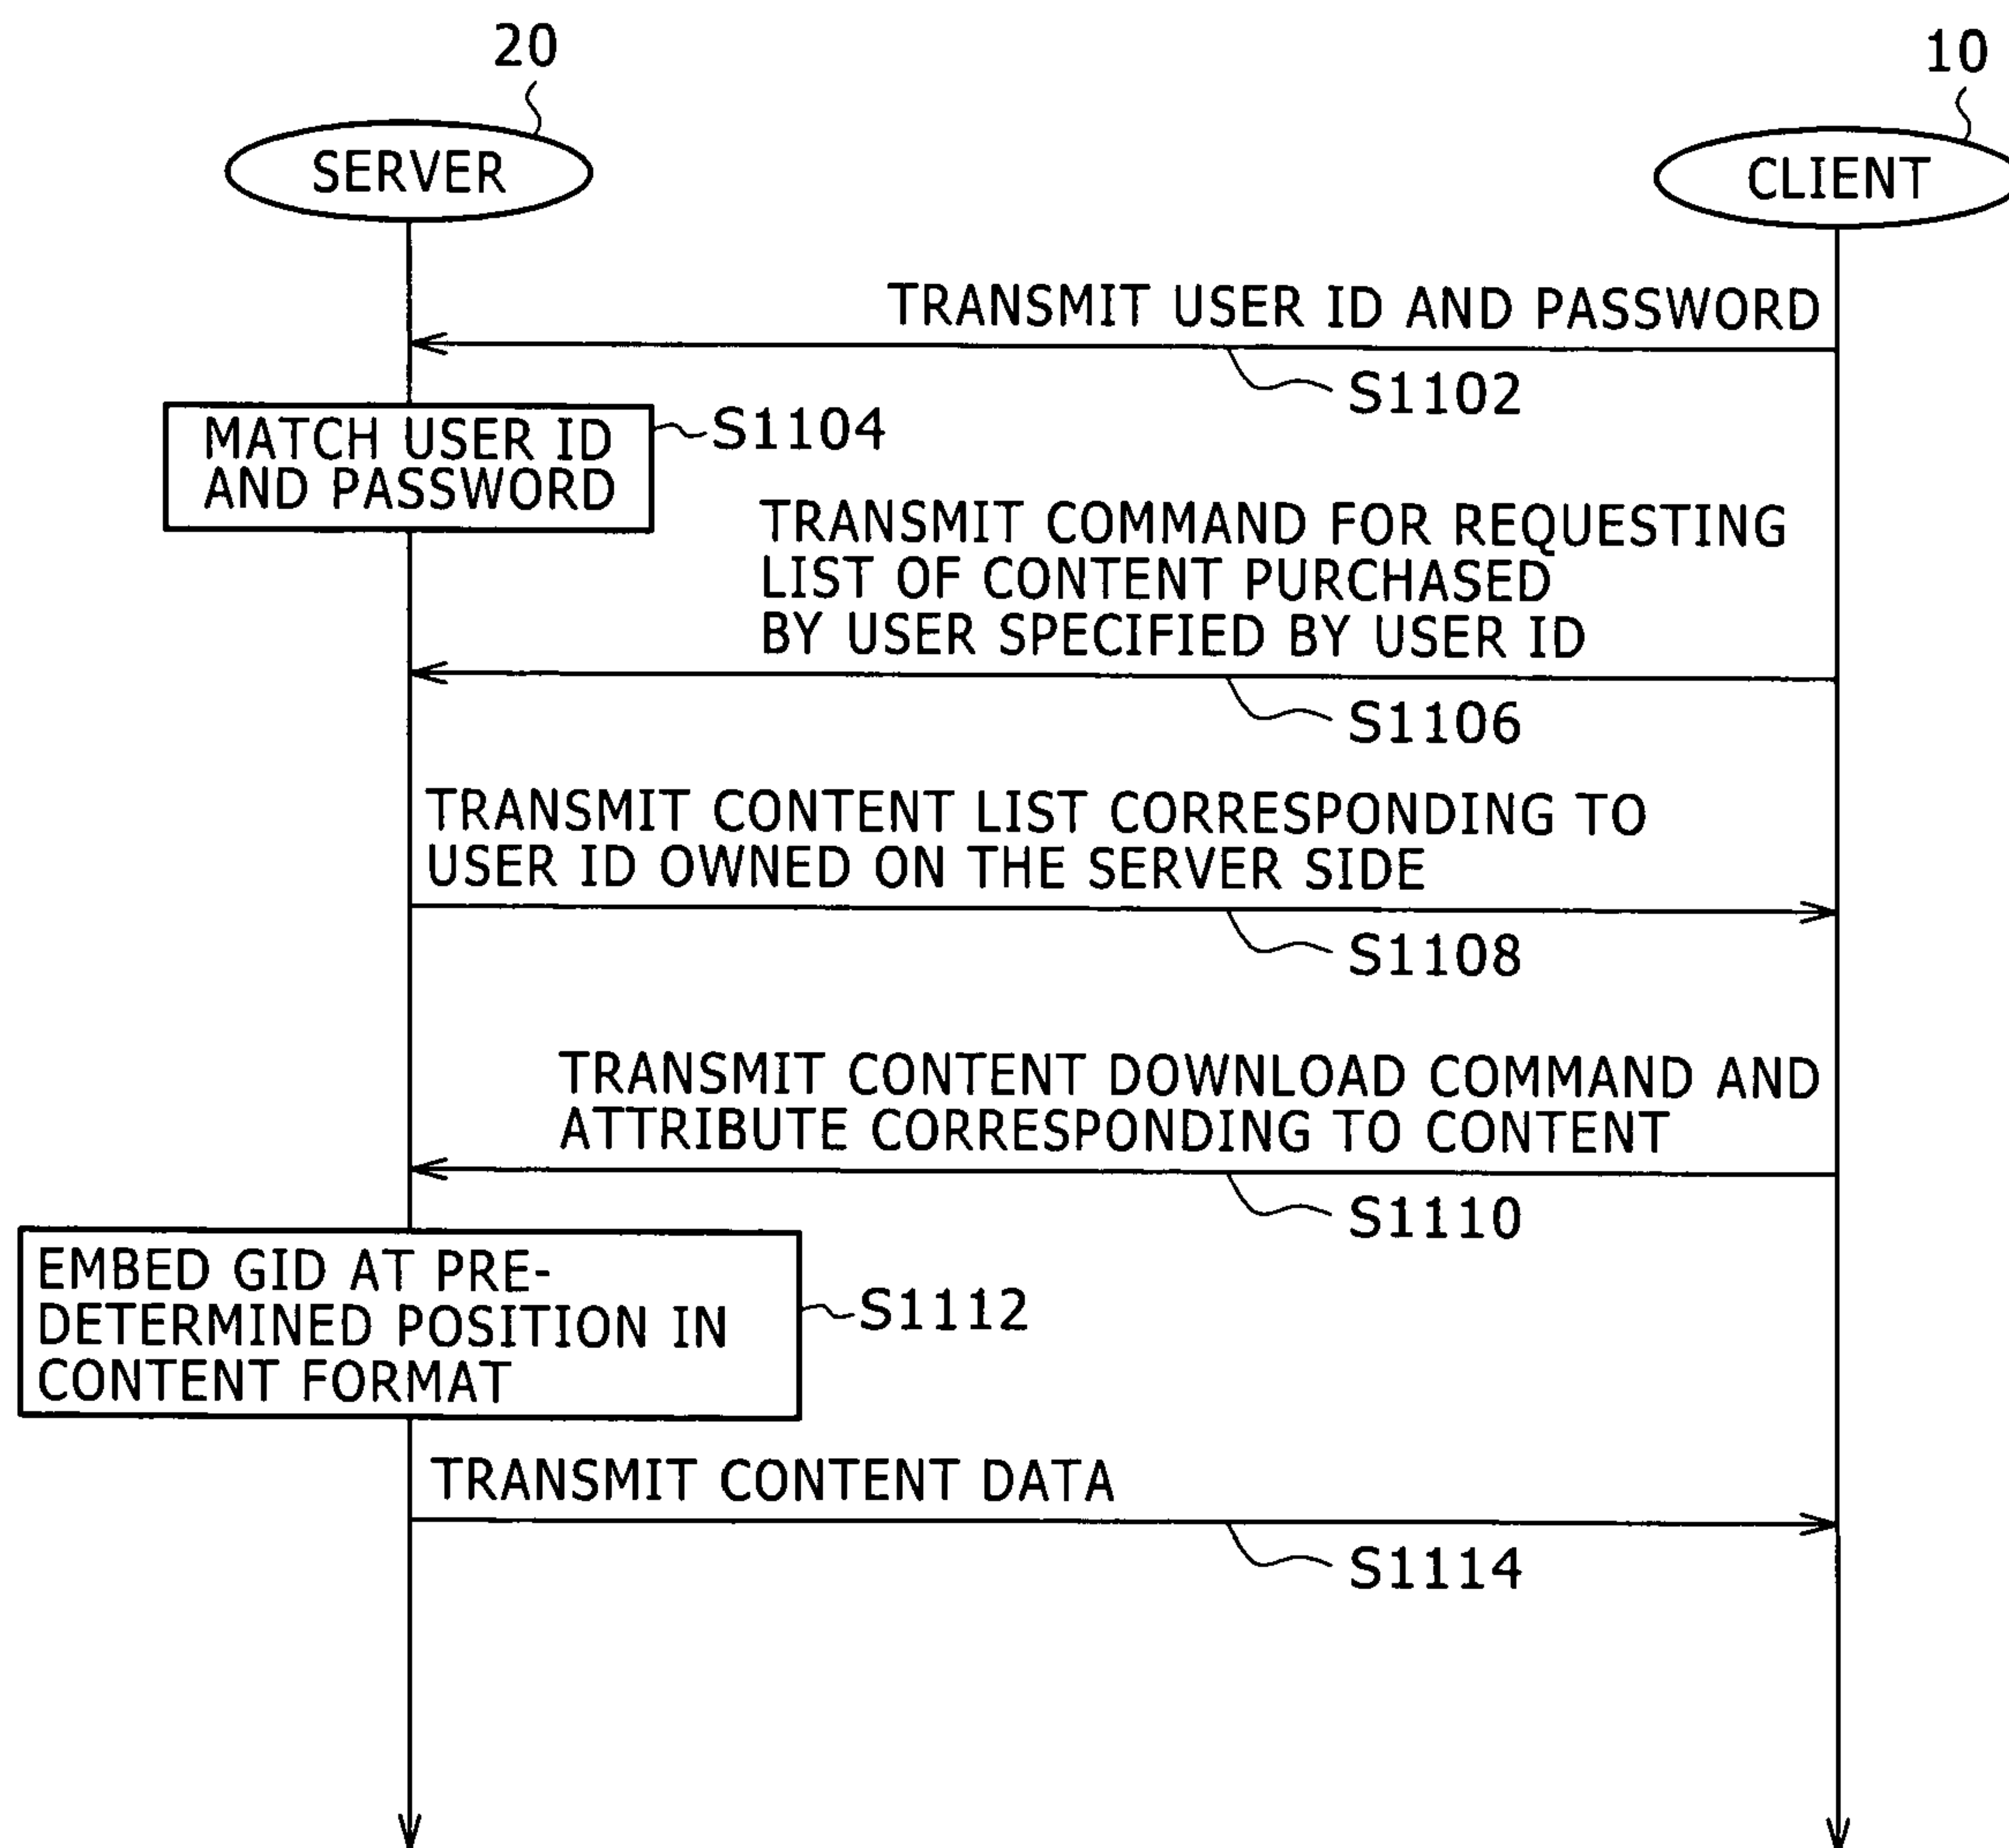 20
10
SERVER
CLIENT
TRANSMIT USER ID AND PASSWORD
S1102
MATCH USER ID
AND PASSWORD
S1104
TRANSMIT COMMAND FOR REQUESTING
LIST OF CONTENT PURCHASED
BY USER SPECIFIED BY USER ID
S1106
TRANSMIT CONTENT LIST CORRESPONDING TO
USER ID OWNED ON THE SERVER SIDE
S1108
TRANSMIT CONTENT DOWNLOAD COMMAND AND
ATTRIBUTE CORRESPONDING TO CONTENT
S1110
EMBED GID AT PRE-
DETERMINED POSITION IN
CONTENT FORMAT
S1112
TRANSMIT CONTENT DATA
S1114